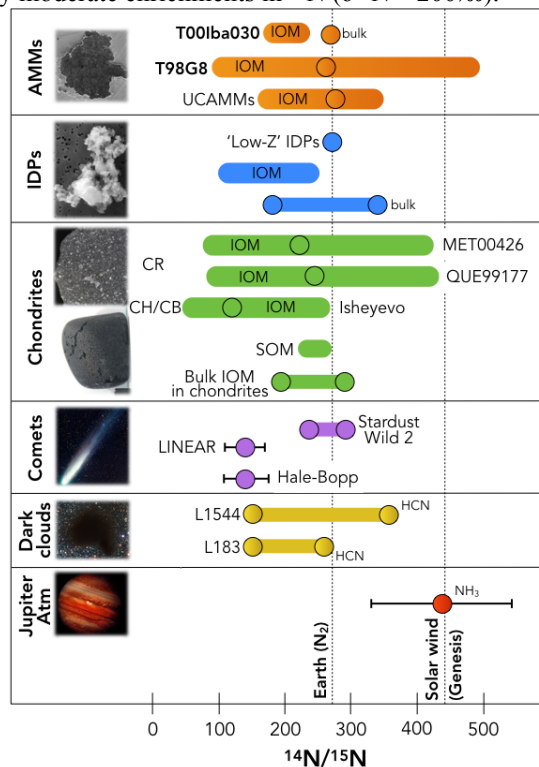 y moderate enrichments in ¹⁵N (δ¹⁵N ~ 200‰).
AMMs
T00Iba030 IOM bulk
T98G8 IOM
UCAMMs IOM
IDPs
'Low-Z' IDPs
IOM
bulk
Chondrites
CR
IOM MET00426
IOM QUE99177
CH/CB IOM Isheyevo
SOM
Bulk IOM
in chondrites
Comets
Stardust
Wild 2
LINEAR
Hale-Bopp
Dark
clouds
L1544 HCN
L183 HCN
Jupiter
Atm
NH₃
Earth (N₂)
Solar wind
(Genesis)
0 100 200 300 400 500
¹⁴N/¹⁵N